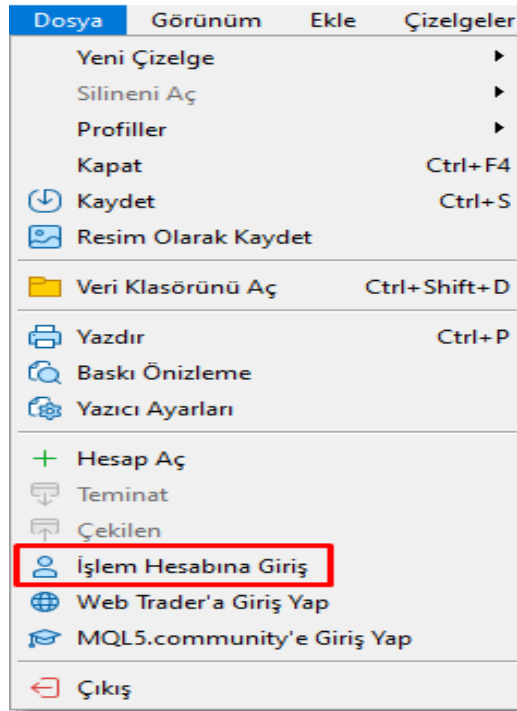 Dosya Görünüm Ekle Çizelgeler
Yeni Çizelge
Silineni Aç
Profiller
Kapat Ctrl+F4
Kaydet Ctrl+S
Resim Olarak Kaydet
Veri Klasörünü Aç Ctrl+Shift+D
Yazdır Ctrl+P
Baskı Önizleme
Yazıcı Ayarları
Hesap Aç
Teminat
Çekilen
İşlem Hesabına Giriş
Web Trader'a Giriş Yap
MQL5.community'e Giriş Yap
Çıkış